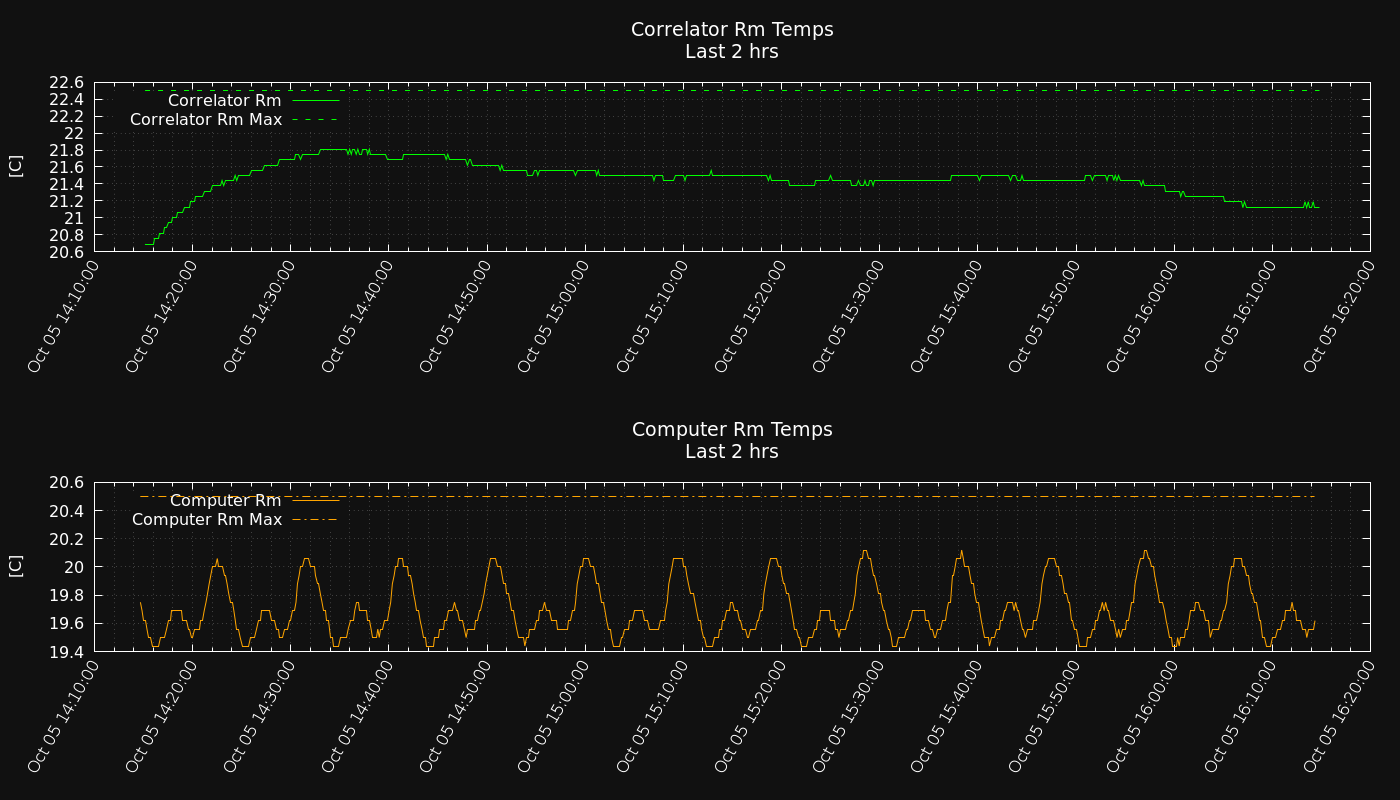 Correlator Rm Temps
Last 2 hrs
22.6
22.4
22.2
22
21.8
21.6
21.4
21.2
21
20.8
20.6
[C]
Correlator Rm
Correlator Rm Max
Oct 05 14:10:00
Oct 05 14:20:00
Oct 05 14:30:00
Oct 05 14:40:00
Oct 05 14:50:00
Oct 05 15:00:00
Oct 05 15:10:00
Oct 05 15:20:00
Oct 05 15:30:00
Oct 05 15:40:00
Oct 05 15:50:00
Oct 05 16:00:00
Oct 05 16:10:00
Oct 05 16:20:00
Computer Rm Temps
Last 2 hrs
20.6
20.4
20.2
20
19.8
19.6
19.4
[C]
Computer Rm
Computer Rm Max
Oct 05 14:10:00
Oct 05 14:20:00
Oct 05 14:30:00
Oct 05 14:40:00
Oct 05 14:50:00
Oct 05 15:00:00
Oct 05 15:10:00
Oct 05 15:20:00
Oct 05 15:30:00
Oct 05 15:40:00
Oct 05 15:50:00
Oct 05 16:00:00
Oct 05 16:10:00
Oct 05 16:20:00